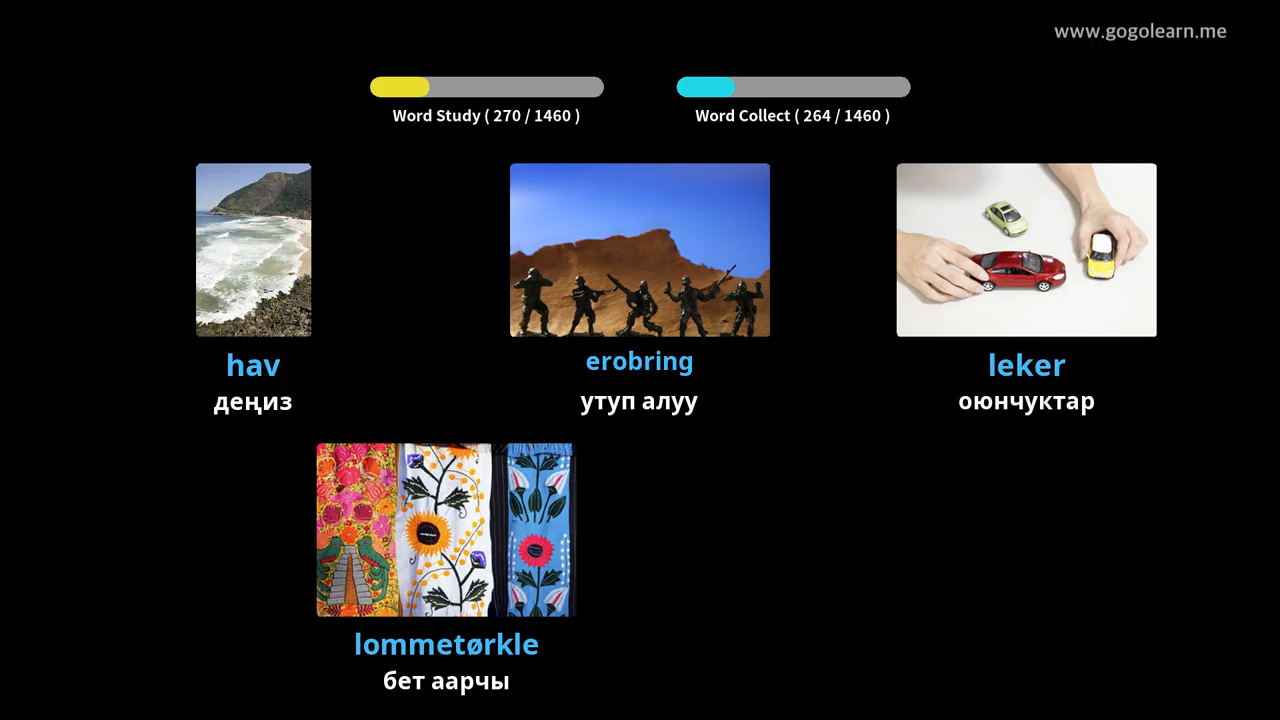 www.gogolearn.me
Word Study ( 270 / 1460 )
Word Collect ( 264 / 1460 )
hav
деңиз
erobring
утуп алуу
leker
оюнчуктар
lommetørkle
бет аарчы